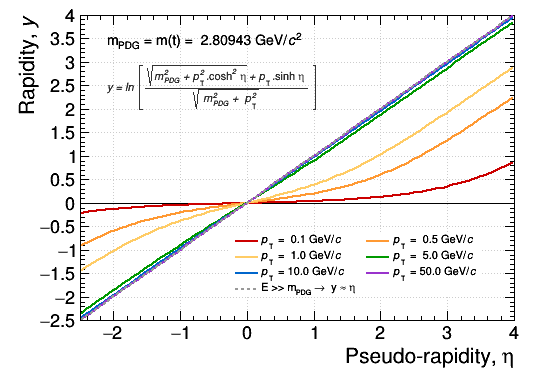 Rapidity, y
4
3.5
3
2.5
2
1.5
1
0.5
0
−0.5
−1
−1.5
−2
−2.5
m_PDG = m(t) = 2.80943 GeV/c²
y = ln [ (√(m²_PDG + p²_T.cosh² η) + p_T.sinh η) / √(m²_PDG + p²_T) ]
p_T = 0.1 GeV/c p_T = 0.5 GeV/c
p_T = 1.0 GeV/c p_T = 5.0 GeV/c
p_T = 10.0 GeV/c p_T = 50.0 GeV/c
E >> m_PDG → y ≈ η
−2 −1 0 1 2 3 4
Pseudo-rapidity, η